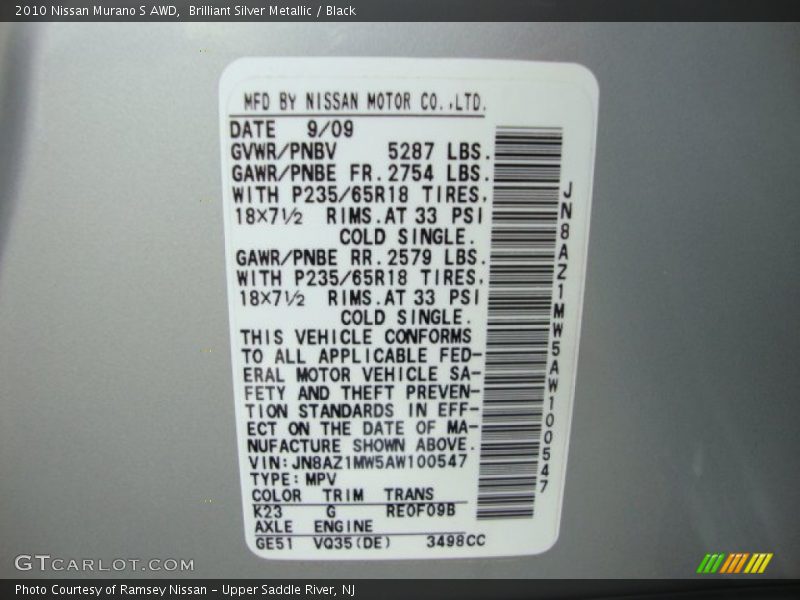 2010 Nissan Murano S AWD,  Brilliant Silver Metallic / Black
MFD BY NISSAN MOTOR CO.,LTD.
DATE 9/09
GVWR/PNBV 5287 LBS.
GAWR/PNBE FR. 2754 LBS.
WITH P235/65R18 TIRES,
18×7½ RIMS. AT 33 PSI
COLD SINGLE.
GAWR/PNBE RR. 2579 LBS.
WITH P235/65R18 TIRES,
18×7½ RIMS. AT 33 PSI
COLD SINGLE.
THIS VEHICLE CONFORMS
TO ALL APPLICABLE FED-
ERAL MOTOR VEHICLE SA-
FETY AND THEFT PREVEN-
TION STANDARDS IN EFF-
ECT ON THE DATE OF MA-
NUFACTURE SHOWN ABOVE.
VIN: JN8AZ1MW5AW100547
TYPE: MPV
COLOR TRIM TRANS
K23 G RE0F09B
AXLE ENGINE
GE51 VQ35(DE) 3498CC
JN8AZ1MW5AW100547
GTCARLOT.COM
Photo Courtesy of Ramsey Nissan – Upper Saddle River, NJ